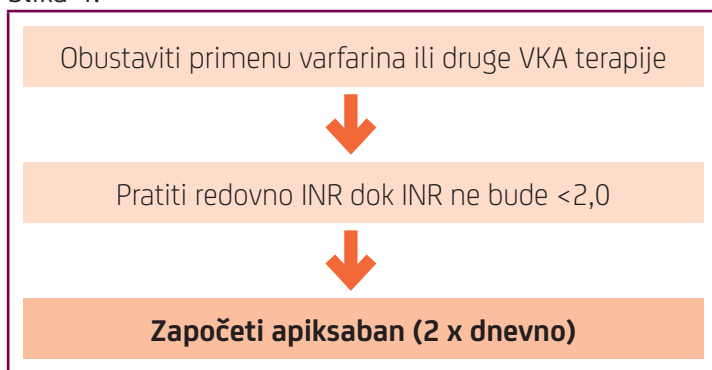 Obustaviti primenu varfarina ili druge VKA terapije
Pratiti redovno INR dok INR ne bude <2,0
Započeti apiksaban (2 x dnevno)